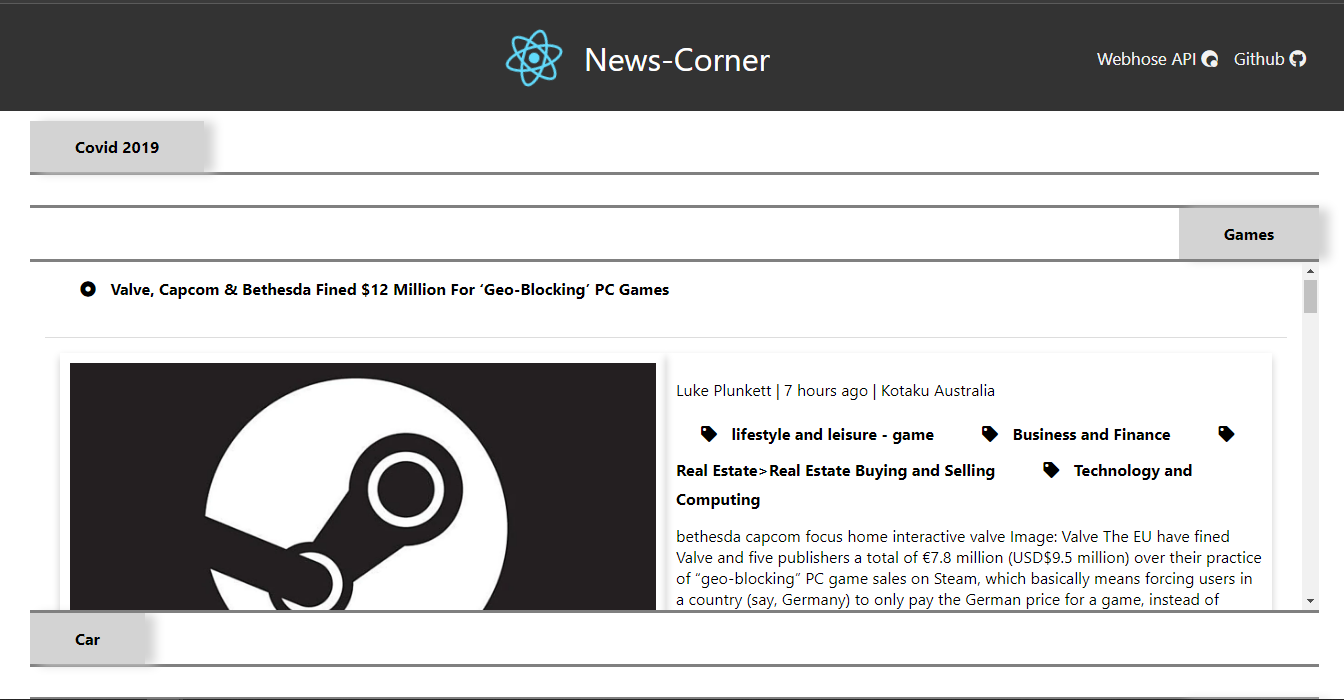 News-Corner
Webhose API
Github
Covid 2019
Games
Valve, Capcom & Bethesda Fined $12 Million For ‘Geo-Blocking’ PC Games
Luke Plunkett | 7 hours ago | Kotaku Australia
lifestyle and leisure - game Business and Finance
Real Estate>Real Estate Buying and Selling Technology and
Computing
bethesda capcom focus home interactive valve Image: Valve The EU have fined
Valve and five publishers a total of €7.8 million (USD$9.5 million) over their practice
of “geo-blocking” PC game sales on Steam, which basically means forcing users in
a country (say, Germany) to only pay the German price for a game, instead of
Car